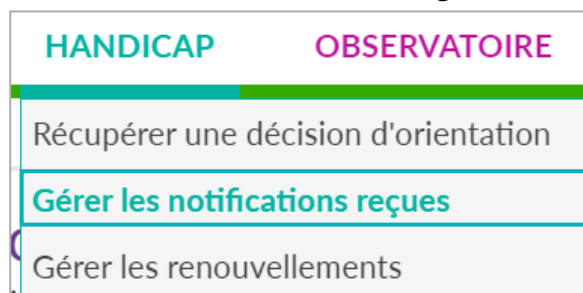 HANDICAP OBSERVATOIRE
Récupérer une décision d'orientation
Gérer les notifications reçues
Gérer les renouvellements